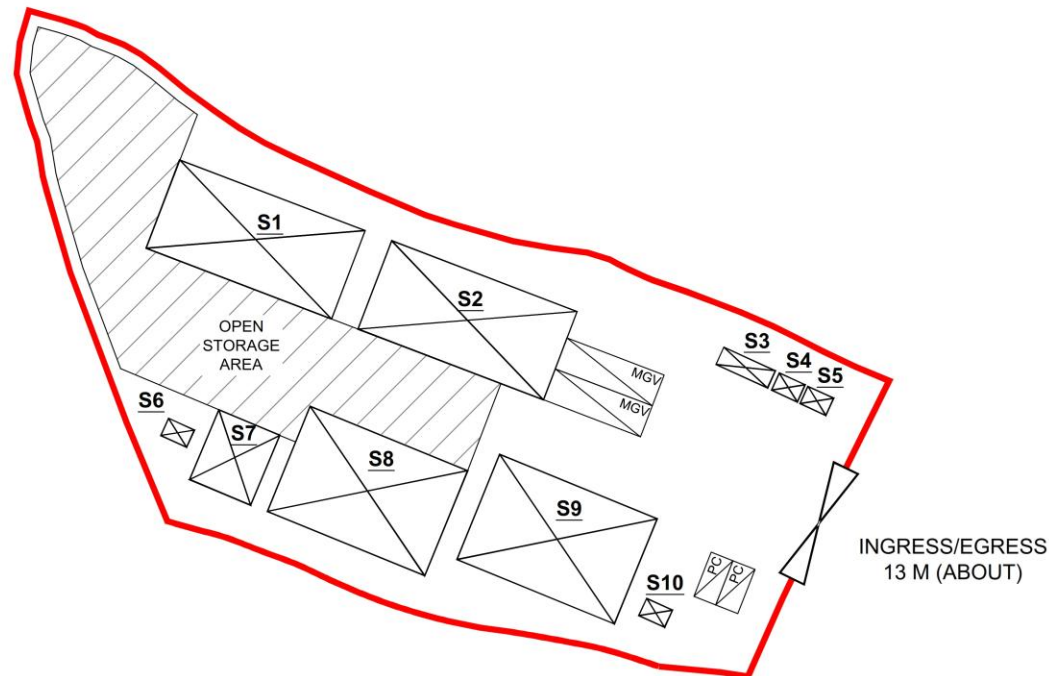 S1
S2
OPEN
STORAGE
AREA
MGV
MGV
S3
S4
S5
S6
S7
S8
S9
S10
PC
PC
INGRESS/EGRESS
13 M (ABOUT)